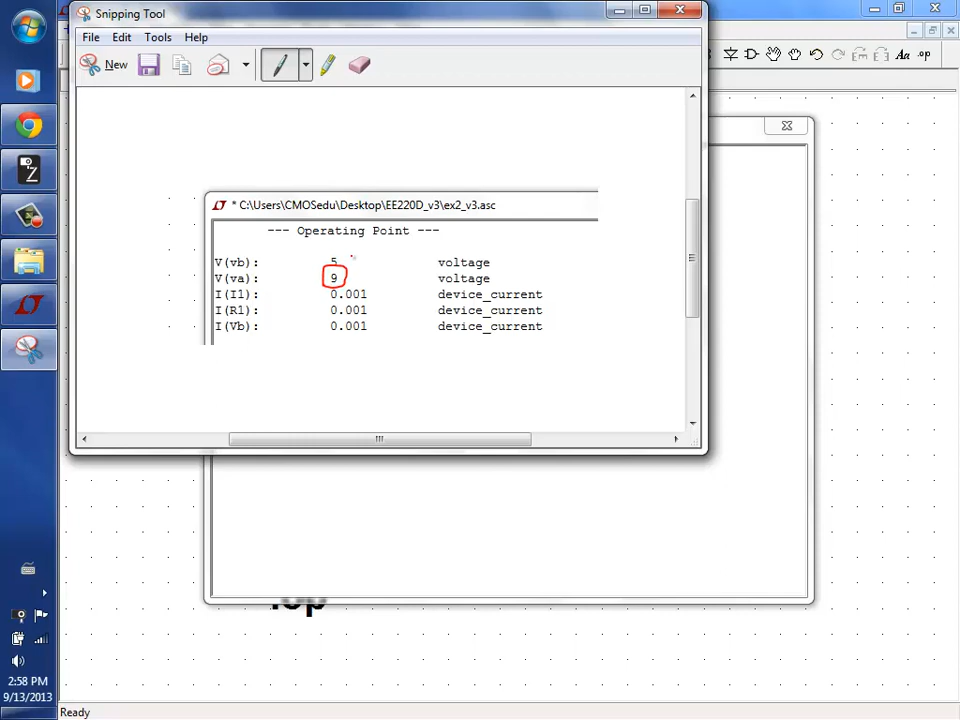 Snipping Tool
File Edit Tools Help
New
Aa .op
* C:\Users\CMOSedu\Desktop\EE220D_v3\ex2_v3.asc
--- Operating Point ---
V(vb): 5 voltage
V(va): 9 voltage
I(I1): 0.001 device_current
I(R1): 0.001 device_current
I(Vb): 0.001 device_current
.op
2:58 PM
9/13/2013
Ready